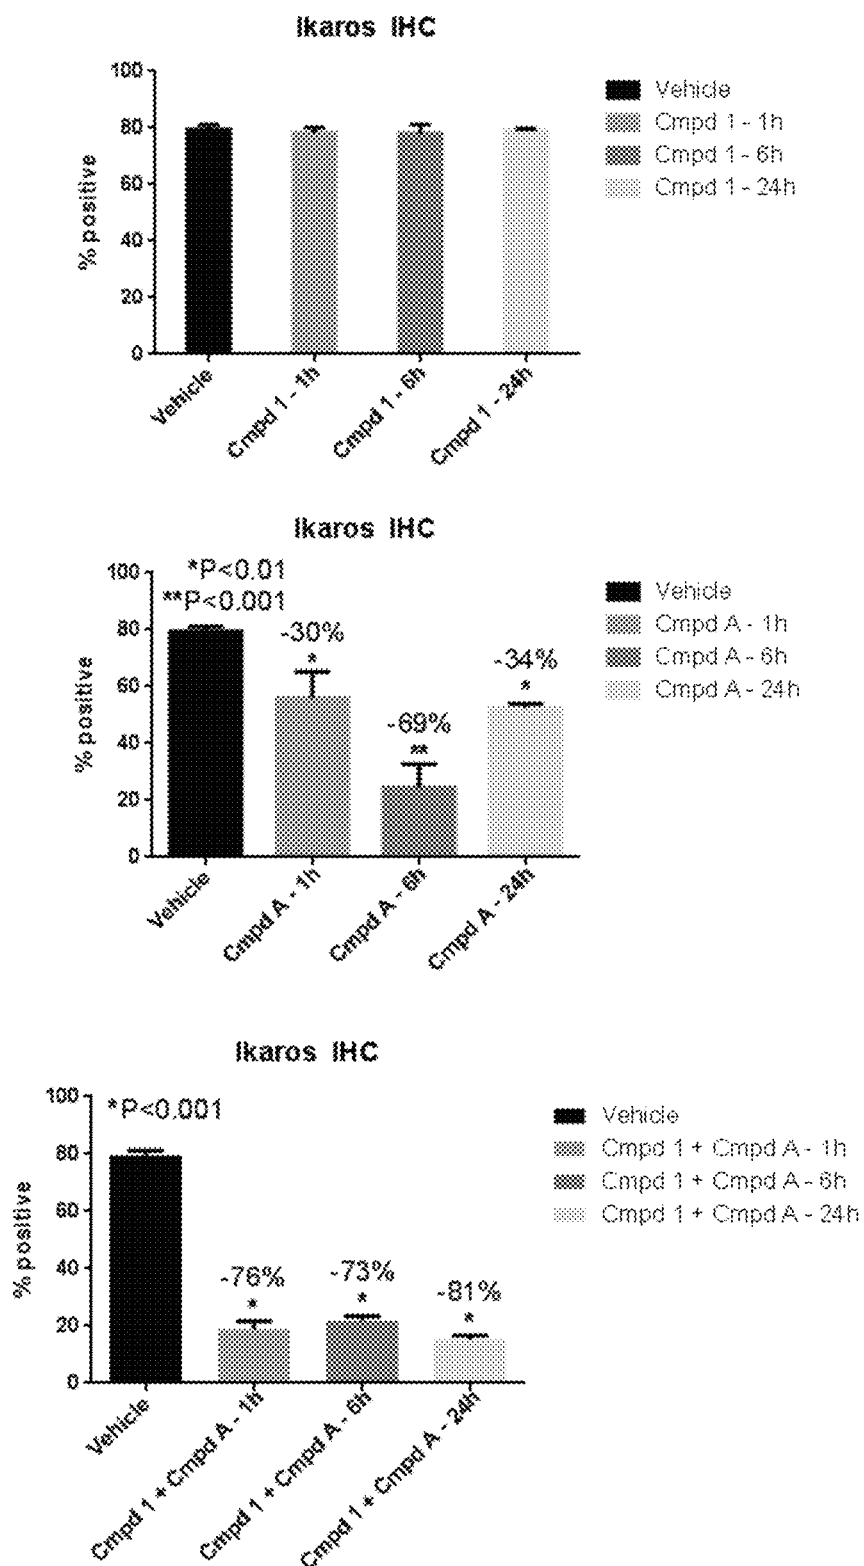 Ikaros IHC
100
80
60
40
20
0
% positive
Vehicle
Cmpd 1 - 1h
Cmpd 1 - 6h
Cmpd 1 - 24h
Vehicle
Cmpd 1 - 1h
Cmpd 1 - 6h
Cmpd 1 - 24h
Ikaros IHC
100
80
60
40
20
0
% positive
*P<0.01
**P<0.001
-30%
*
-69%
**
-34%
*
Vehicle
Cmpd A - 1h
Cmpd A - 6h
Cmpd A - 24h
Vehicle
Cmpd A - 1h
Cmpd A - 6h
Cmpd A - 24h
Ikaros IHC
100
80
60
40
20
0
% positive
*P<0.001
-76%
*
-73%
*
-81%
*
Vehicle
Cmpd 1 + Cmpd A - 1h
Cmpd 1 + Cmpd A - 6h
Cmpd 1 + Cmpd A - 24h
Vehicle
Cmpd 1 + Cmpd A - 1h
Cmpd 1 + Cmpd A - 6h
Cmpd 1 + Cmpd A - 24h